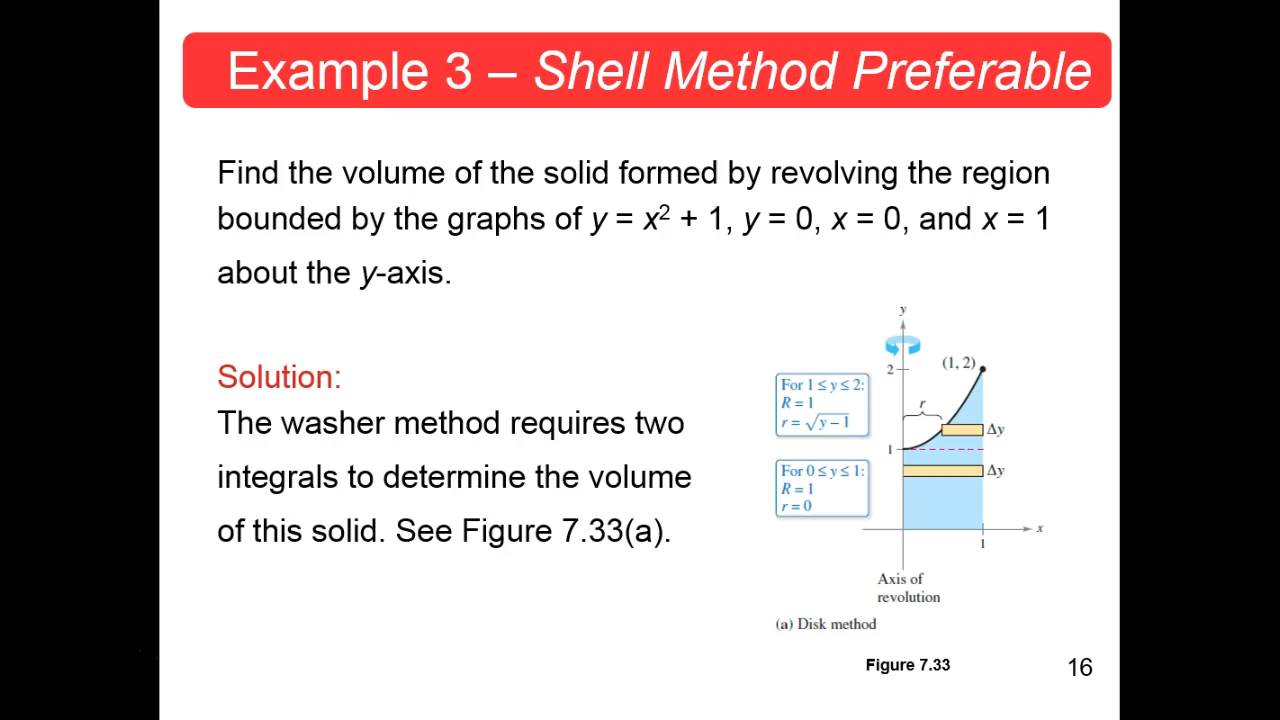 Example 3 – Shell Method Preferable
Find the volume of the solid formed by revolving the region
bounded by the graphs of y = x² + 1, y = 0, x = 0, and x = 1
about the y-axis.
Solution:
The washer method requires two
integrals to determine the volume
of this solid. See Figure 7.33(a).
y
2
(1, 2)
For 1 ≤ y ≤ 2:
R = 1
r = √y – 1
r
Δy
1
For 0 ≤ y ≤ 1:
R = 1
r = 0
Δy
x
1
Axis of
revolution
(a) Disk method
Figure 7.33
16